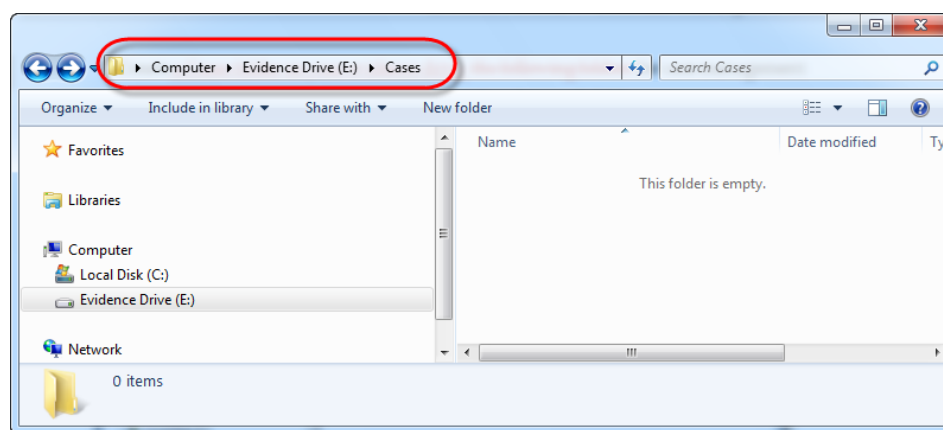 Computer ▸ Evidence Drive (E:) ▸ Cases
Search Cases
Organize Include in library Share with New folder
Name Date modified Ty
This folder is empty.
Favorites
Libraries
Computer
Local Disk (C:)
Evidence Drive (E:)
Network
0 items